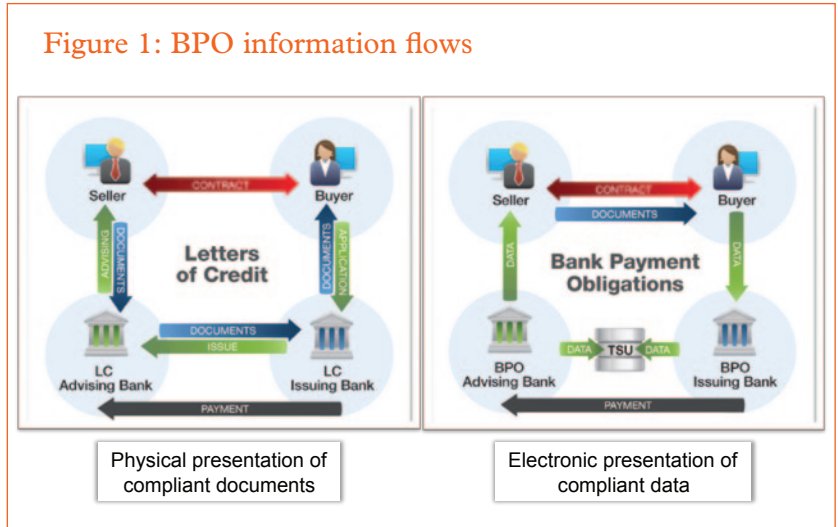 Figure 1: BPO information flows
Seller
CONTRACT
Buyer
ADVISING
DOCUMENTS
Letters
of Credit
DOCUMENTS
APPLICATION
DOCUMENTS
ISSUE
LC
Advising Bank
LC
Issuing Bank
PAYMENT
Physical presentation of
compliant documents
Seller
CONTRACT
DOCUMENTS
Buyer
DATA
Bank Payment
Obligations
DATA
DATA
TSU
DATA
BPO
Advising Bank
BPO
Issuing Bank
PAYMENT
Electronic presentation of
compliant data